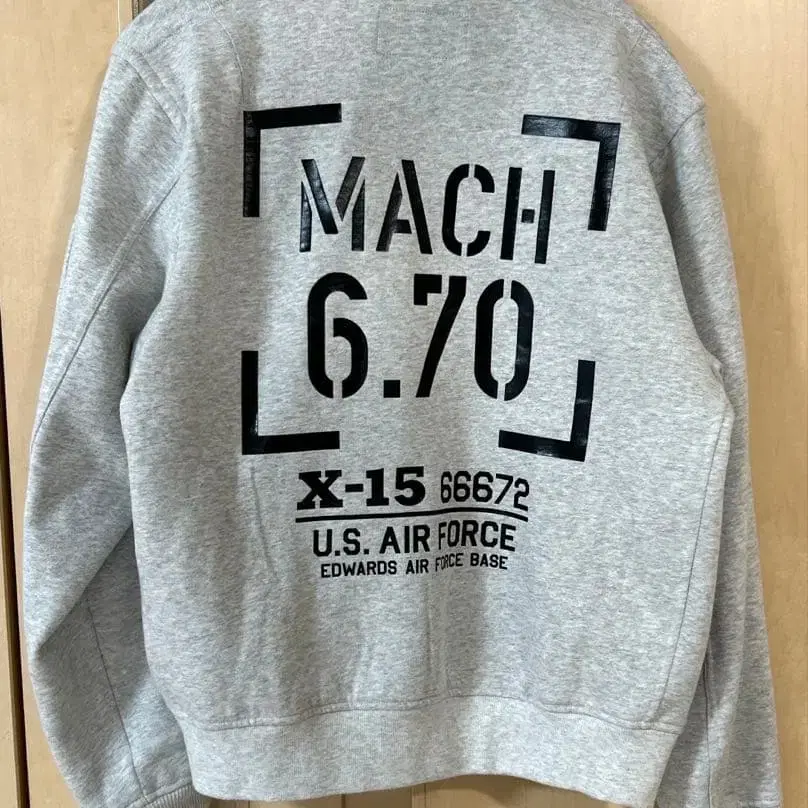 MACH
6.70
X-15 66672
U.S. AIR FORCE
EDWARDS AIR FORCE BASE